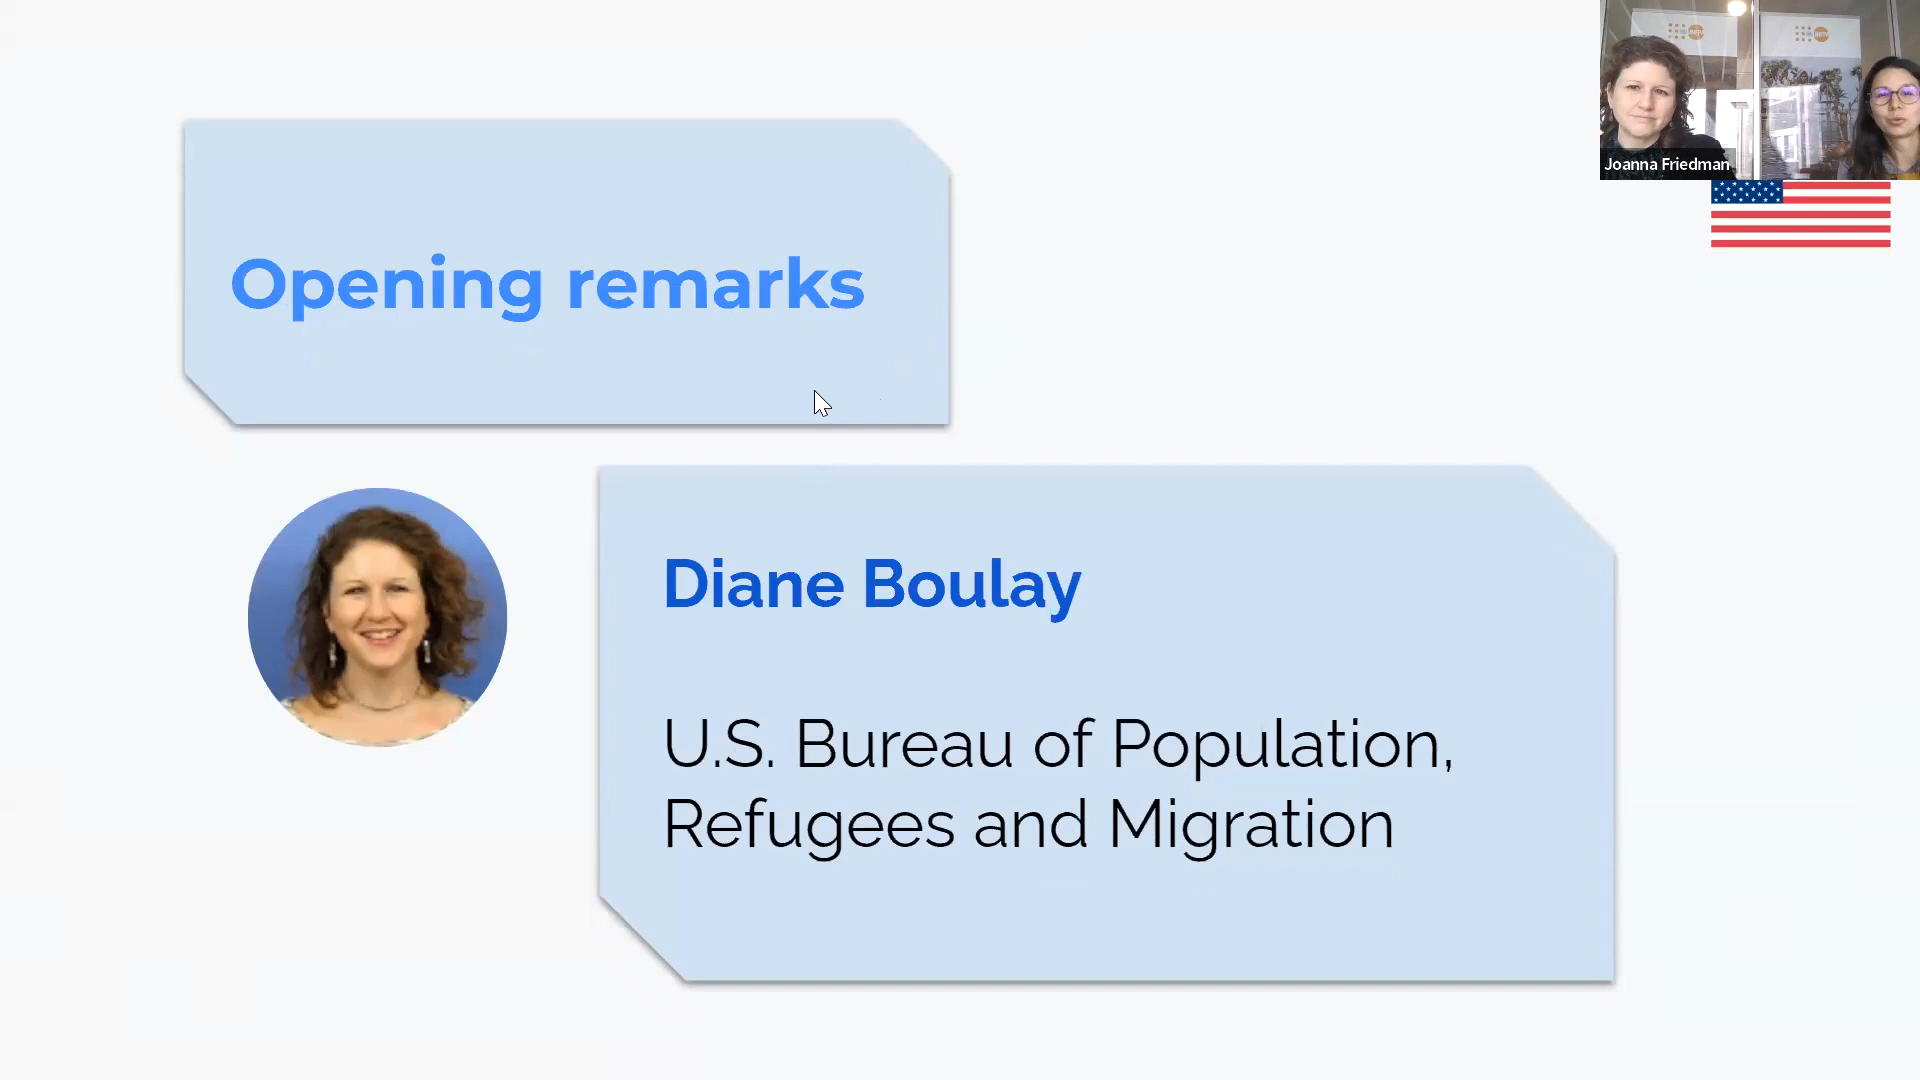 Joanna Friedman
Opening remarks
Diane Boulay
U.S. Bureau of Population,
Refugees and Migration